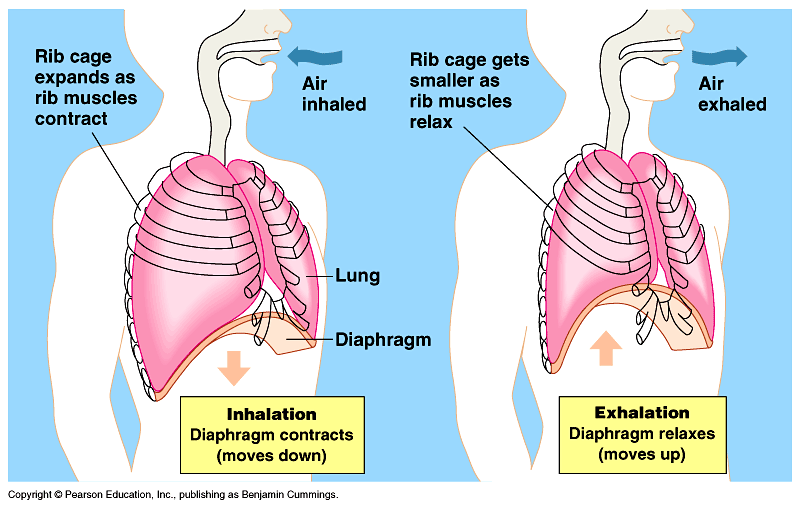 Rib cage
expands as
rib muscles
contract
Air
inhaled
Lung
Diaphragm
Inhalation
Diaphragm contracts
(moves down)
Rib cage gets
smaller as
rib muscles
relax
Air
exhaled
Exhalation
Diaphragm relaxes
(moves up)
Copyright © Pearson Education, Inc., publishing as Benjamin Cummings.